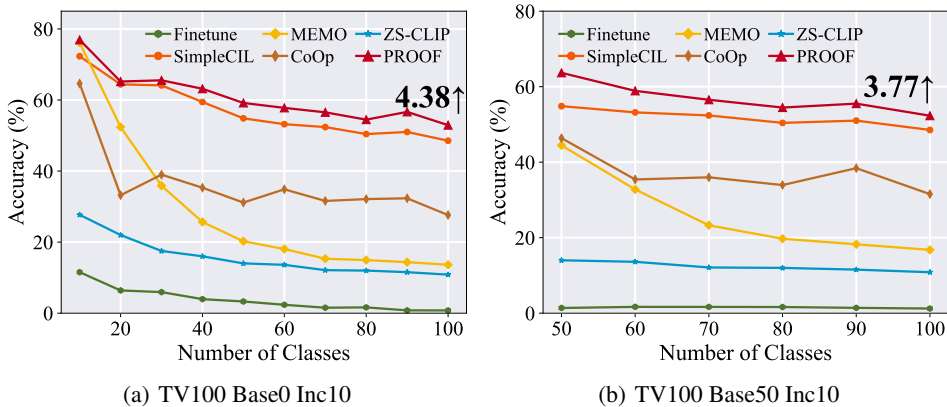 80
60
40
20
0
Accuracy (%)
Finetune
SimpleCIL
MEMO
CoOp
ZS-CLIP
PROOF
4.38↑
20
40
60
80
100
Number of Classes
(a) TV100 Base0 Inc10
80
60
40
20
0
Accuracy (%)
Finetune
SimpleCIL
MEMO
CoOp
ZS-CLIP
PROOF
3.77↑
50
60
70
80
90
100
Number of Classes
(b) TV100 Base50 Inc10